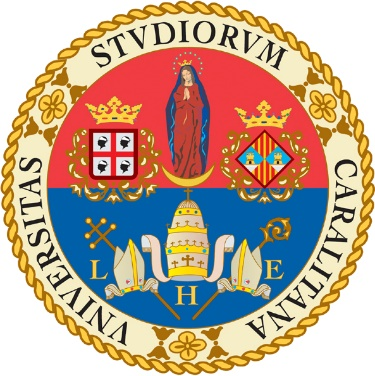 STVDIORVM
VNIVERSITAS
CARALITANA
L H E